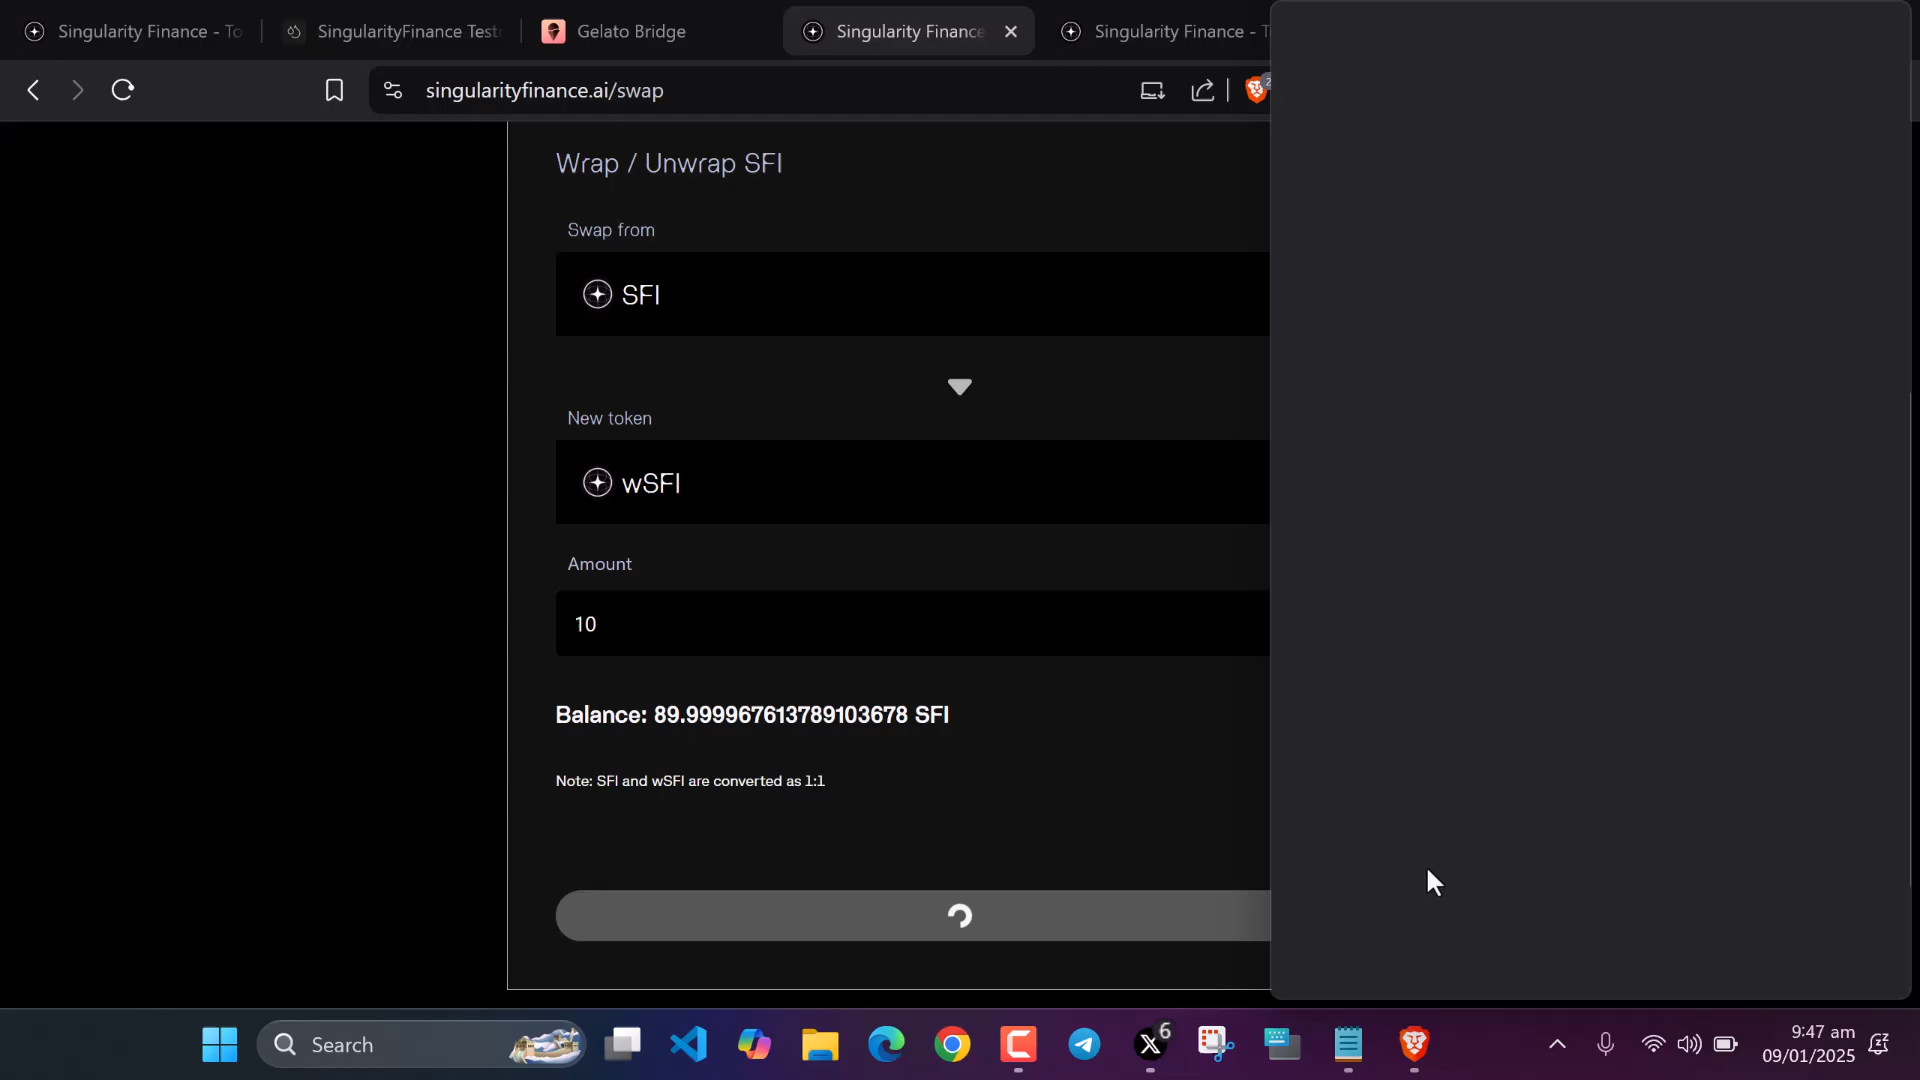 Singularity Finance - To
SingularityFinance Testr
Gelato Bridge
Singularity Finance
Singularity Finance - T
singularityfinance.ai/swap
2
Wrap / Unwrap SFI
Swap from
SFI
New token
wSFI
Amount
10
Balance: 89.999967613789103678 SFI
Note: SFI and wSFI are converted as 1:1
Search
6
9:47 am
09/01/2025